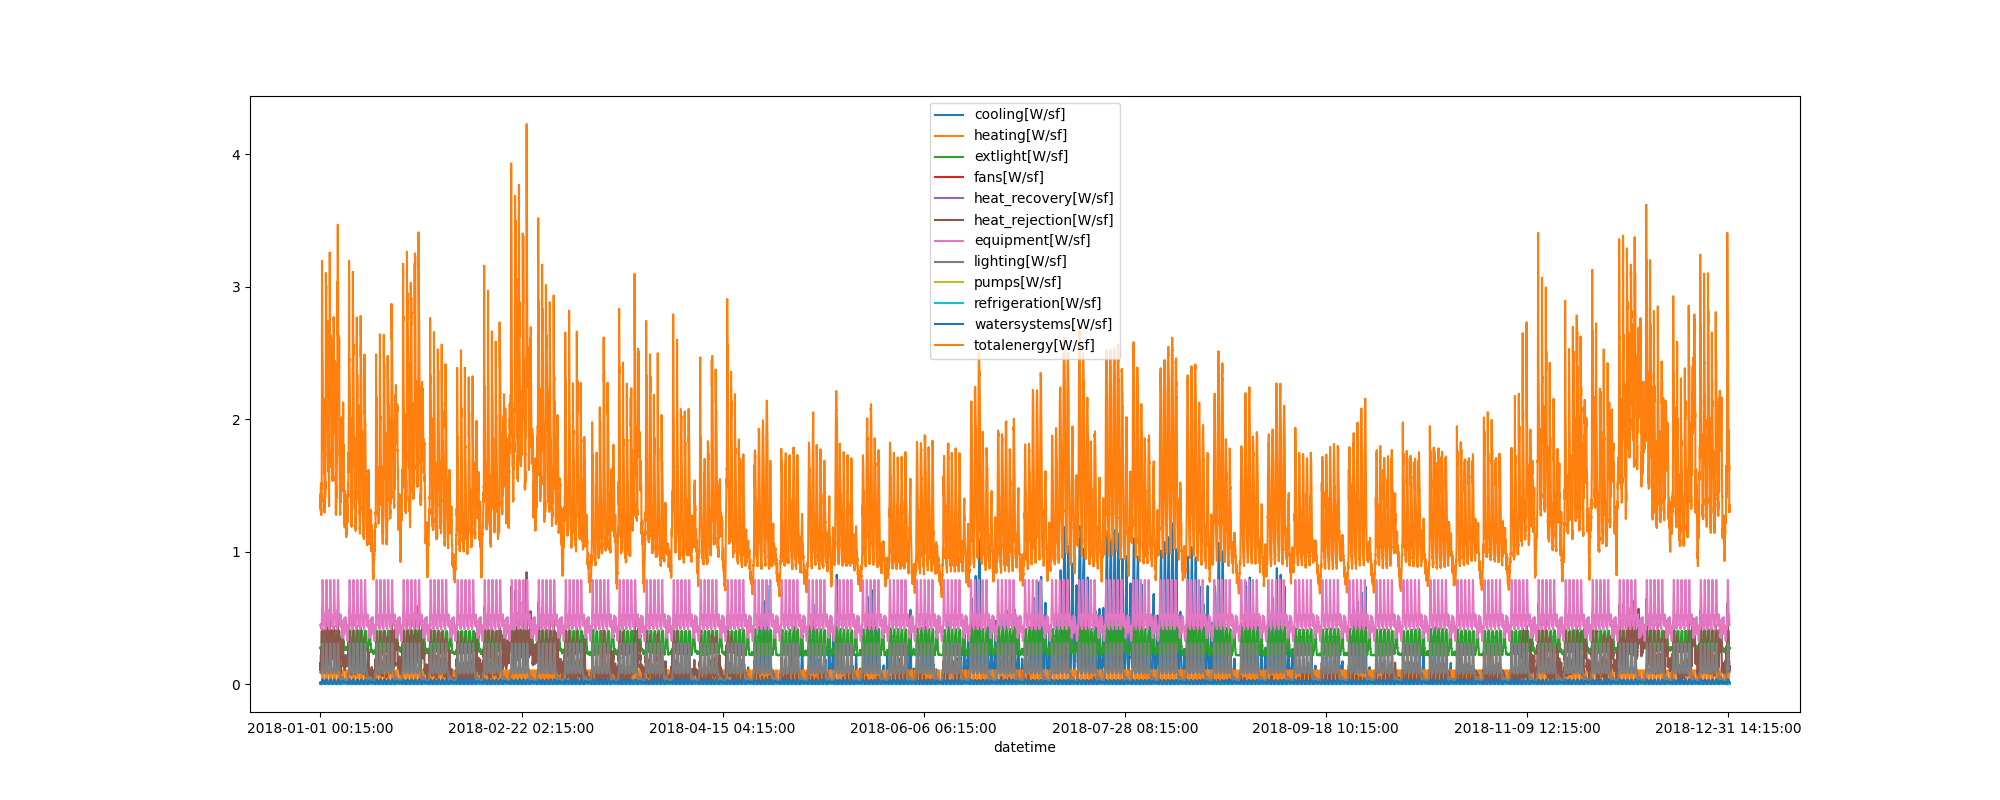 4
3
2
1
0
cooling[W/sf]
heating[W/sf]
extlight[W/sf]
fans[W/sf]
heat_recovery[W/sf]
heat_rejection[W/sf]
equipment[W/sf]
lighting[W/sf]
pumps[W/sf]
refrigeration[W/sf]
watersystems[W/sf]
totalenergy[W/sf]
2018-01-01 00:15:00 2018-02-22 02:15:00 2018-04-15 04:15:00 2018-06-06 06:15:00 2018-07-28 08:15:00 2018-09-18 10:15:00 2018-11-09 12:15:00 2018-12-31 14:15:00
datetime